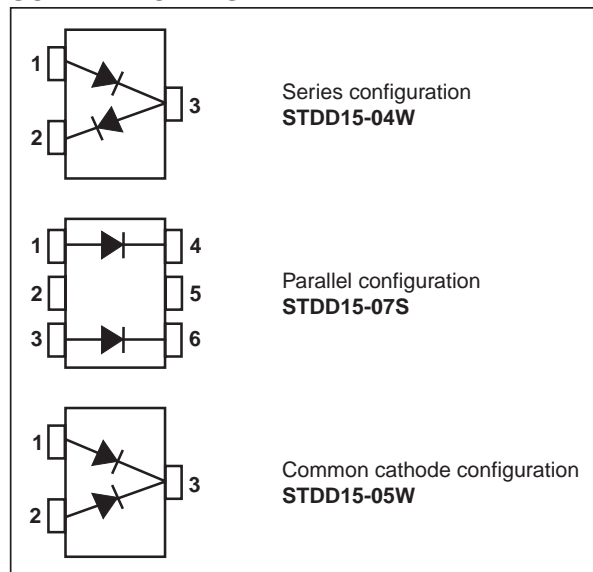 1
2
3
Series configuration
STDD15-04W
1
2
3
4
5
6
Parallel configuration
STDD15-07S
1
2
3
Common cathode configuration
STDD15-05W